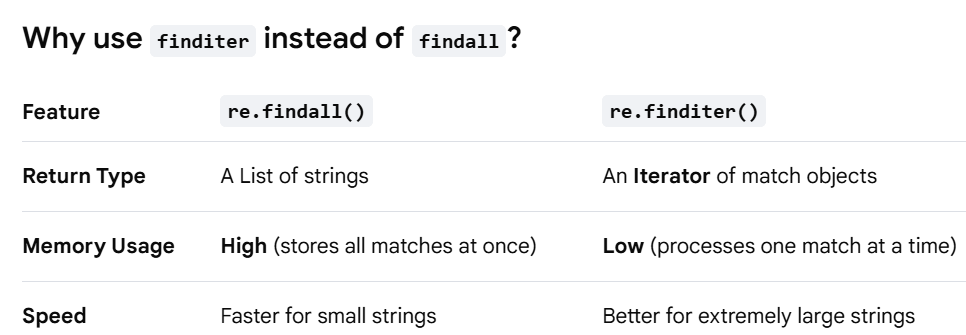 Why use finditer instead of findall?
Feature re.findall() re.finditer()
Return Type A List of strings An Iterator of match objects
Memory Usage High (stores all matches at once) Low (processes one match at a time)
Speed Faster for small strings Better for extremely large strings